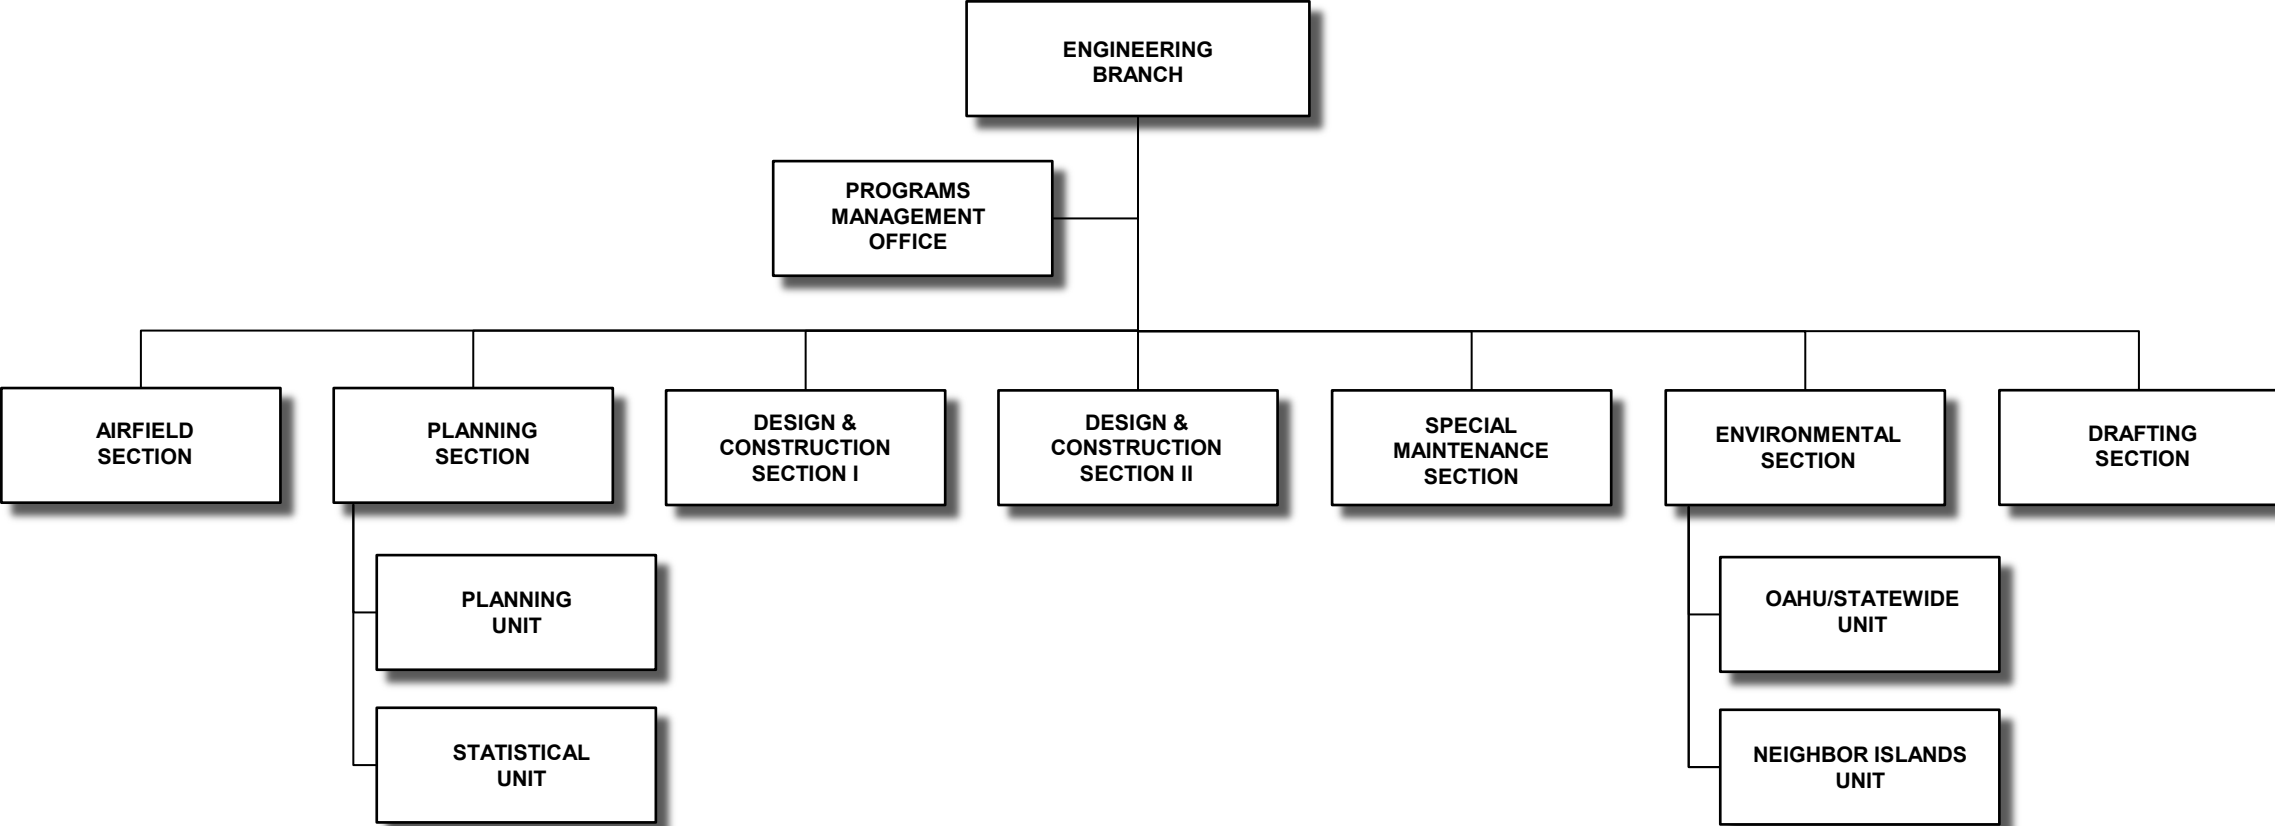 ENGINEERING
BRANCH
PROGRAMS
MANAGEMENT
OFFICE
AIRFIELD
SECTION
PLANNING
SECTION
DESIGN &
CONSTRUCTION
SECTION I
DESIGN &
CONSTRUCTION
SECTION II
SPECIAL
MAINTENANCE
SECTION
ENVIRONMENTAL
SECTION
DRAFTING
SECTION
PLANNING
UNIT
STATISTICAL
UNIT
OAHU/STATEWIDE
UNIT
NEIGHBOR ISLANDS
UNIT